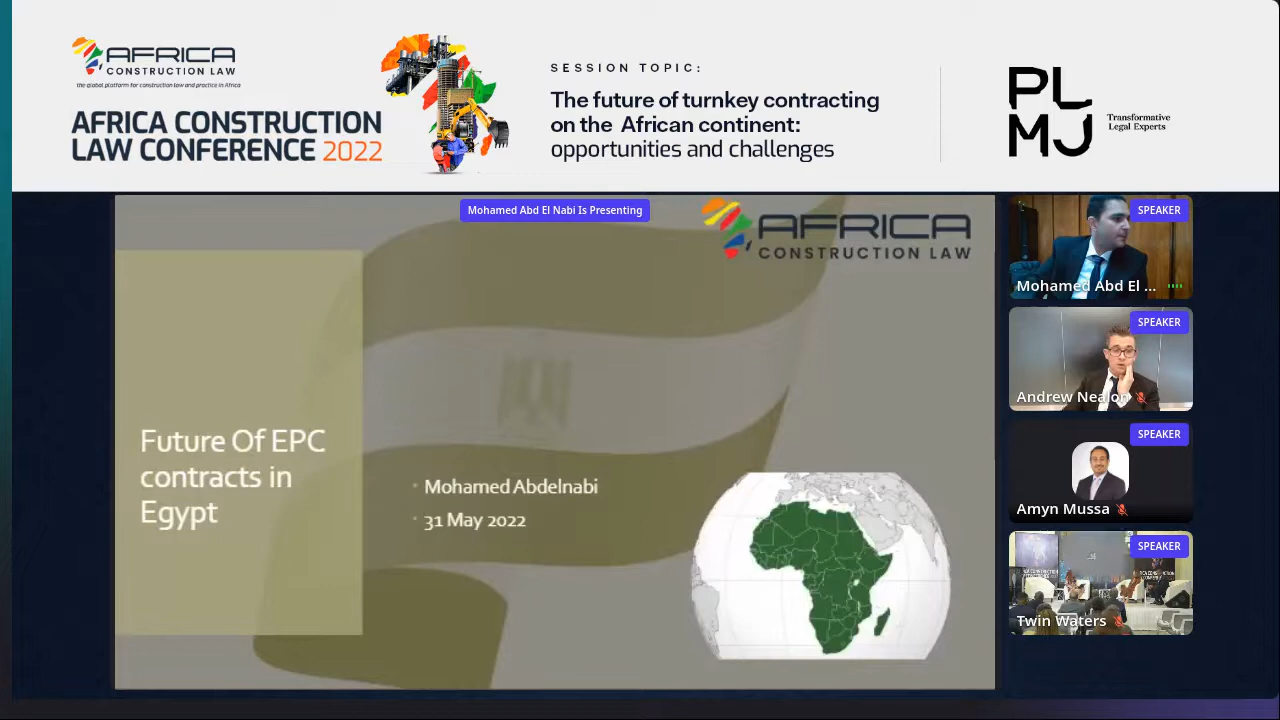 AFRICA
CONSTRUCTION LAW
the global platform for construction law and practice in Africa
AFRICA CONSTRUCTION
LAW CONFERENCE 2022
SESSION TOPIC:
The future of turnkey contracting
on the African continent:
opportunities and challenges
PL
MJ
Transformative
Legal Experts
Mohamed Abd El Nabi Is Presenting
AFRICA
CONSTRUCTION LAW
Future Of EPC
contracts in
Egypt
Mohamed Abdelnabi
31 May 2022
SPEAKER
Mohamed Abd El ...
SPEAKER
Andrew Nealon
SPEAKER
Amyn Mussa
SPEAKER
Twin Waters